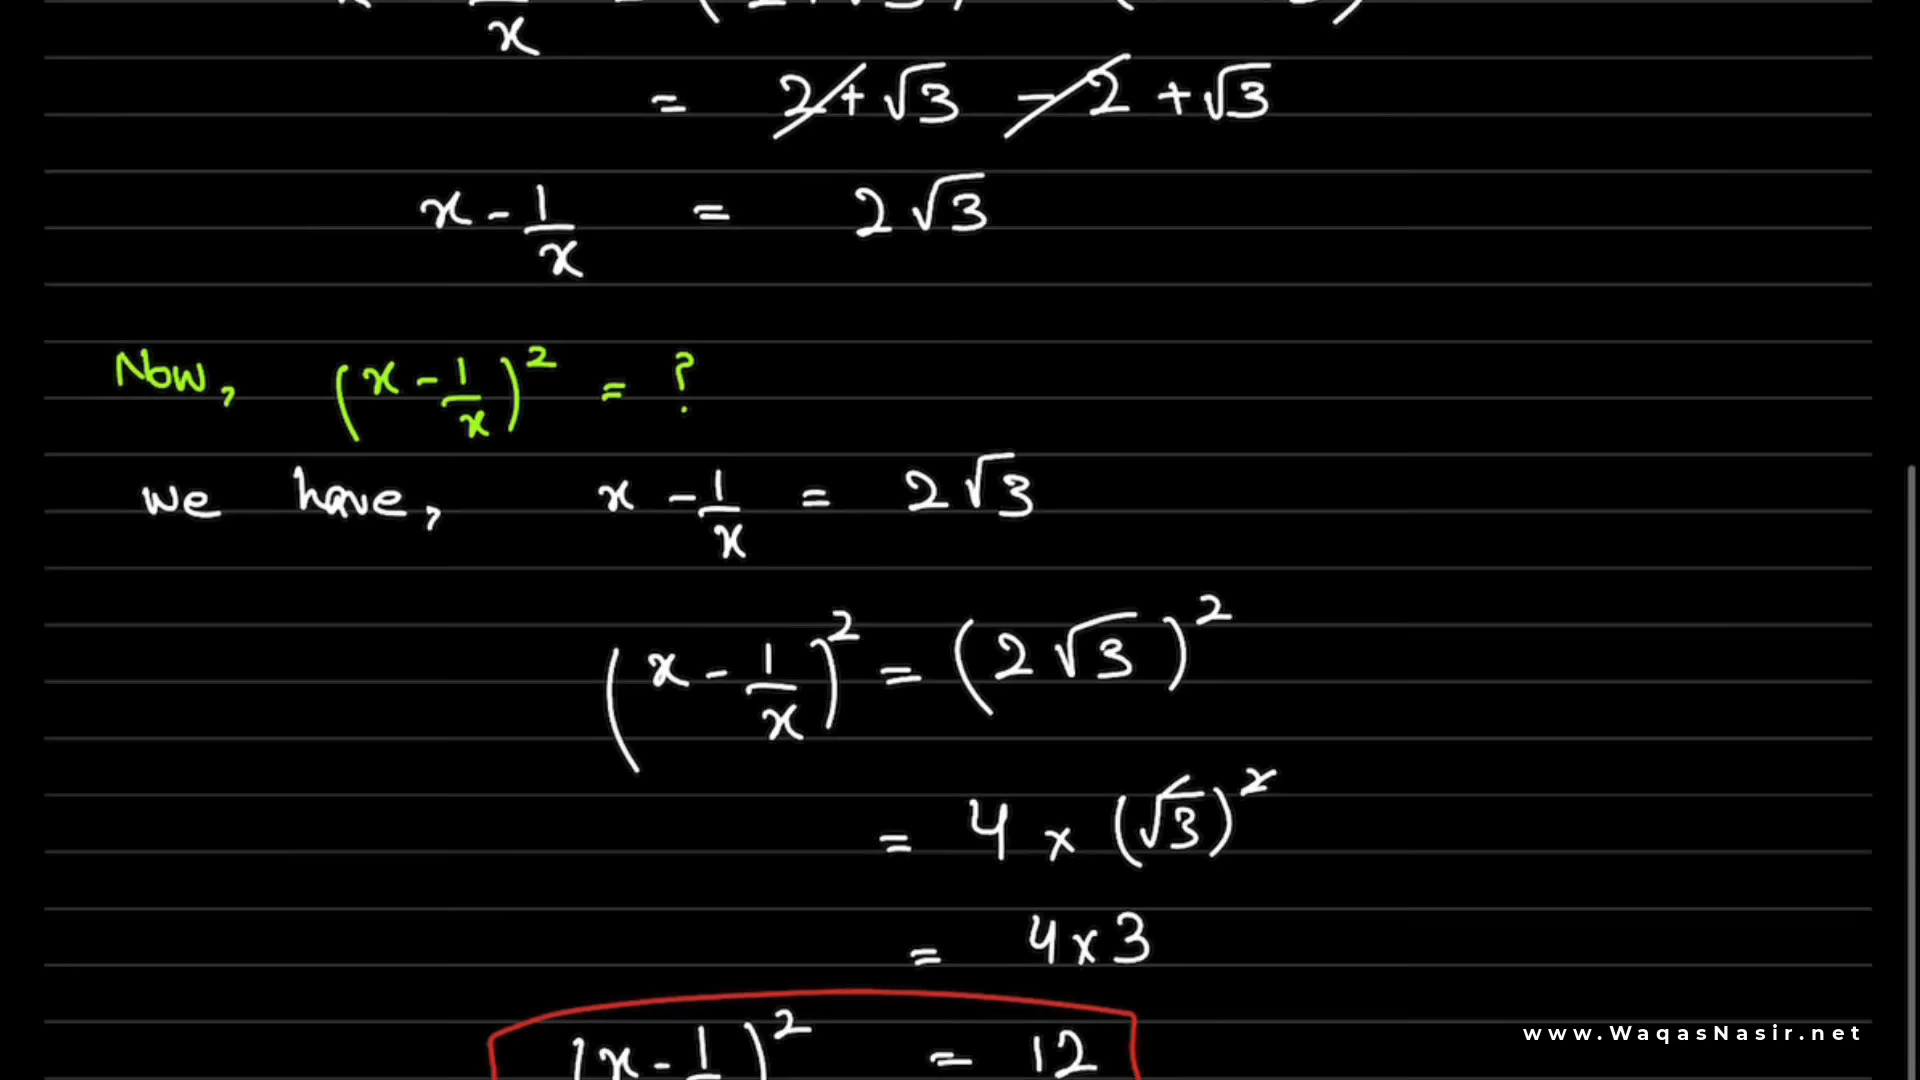 x
= 2 + √3 - 2 + √3
x - 1/x = 2√3
Now, (x - 1/x)² = ?
we have, x - 1/x = 2√3
(x - 1/x)² = (2√3)²
= 4 × (√3)²
= 4 × 3
(x - 1/)² = 12
www.WaqasNasir.net